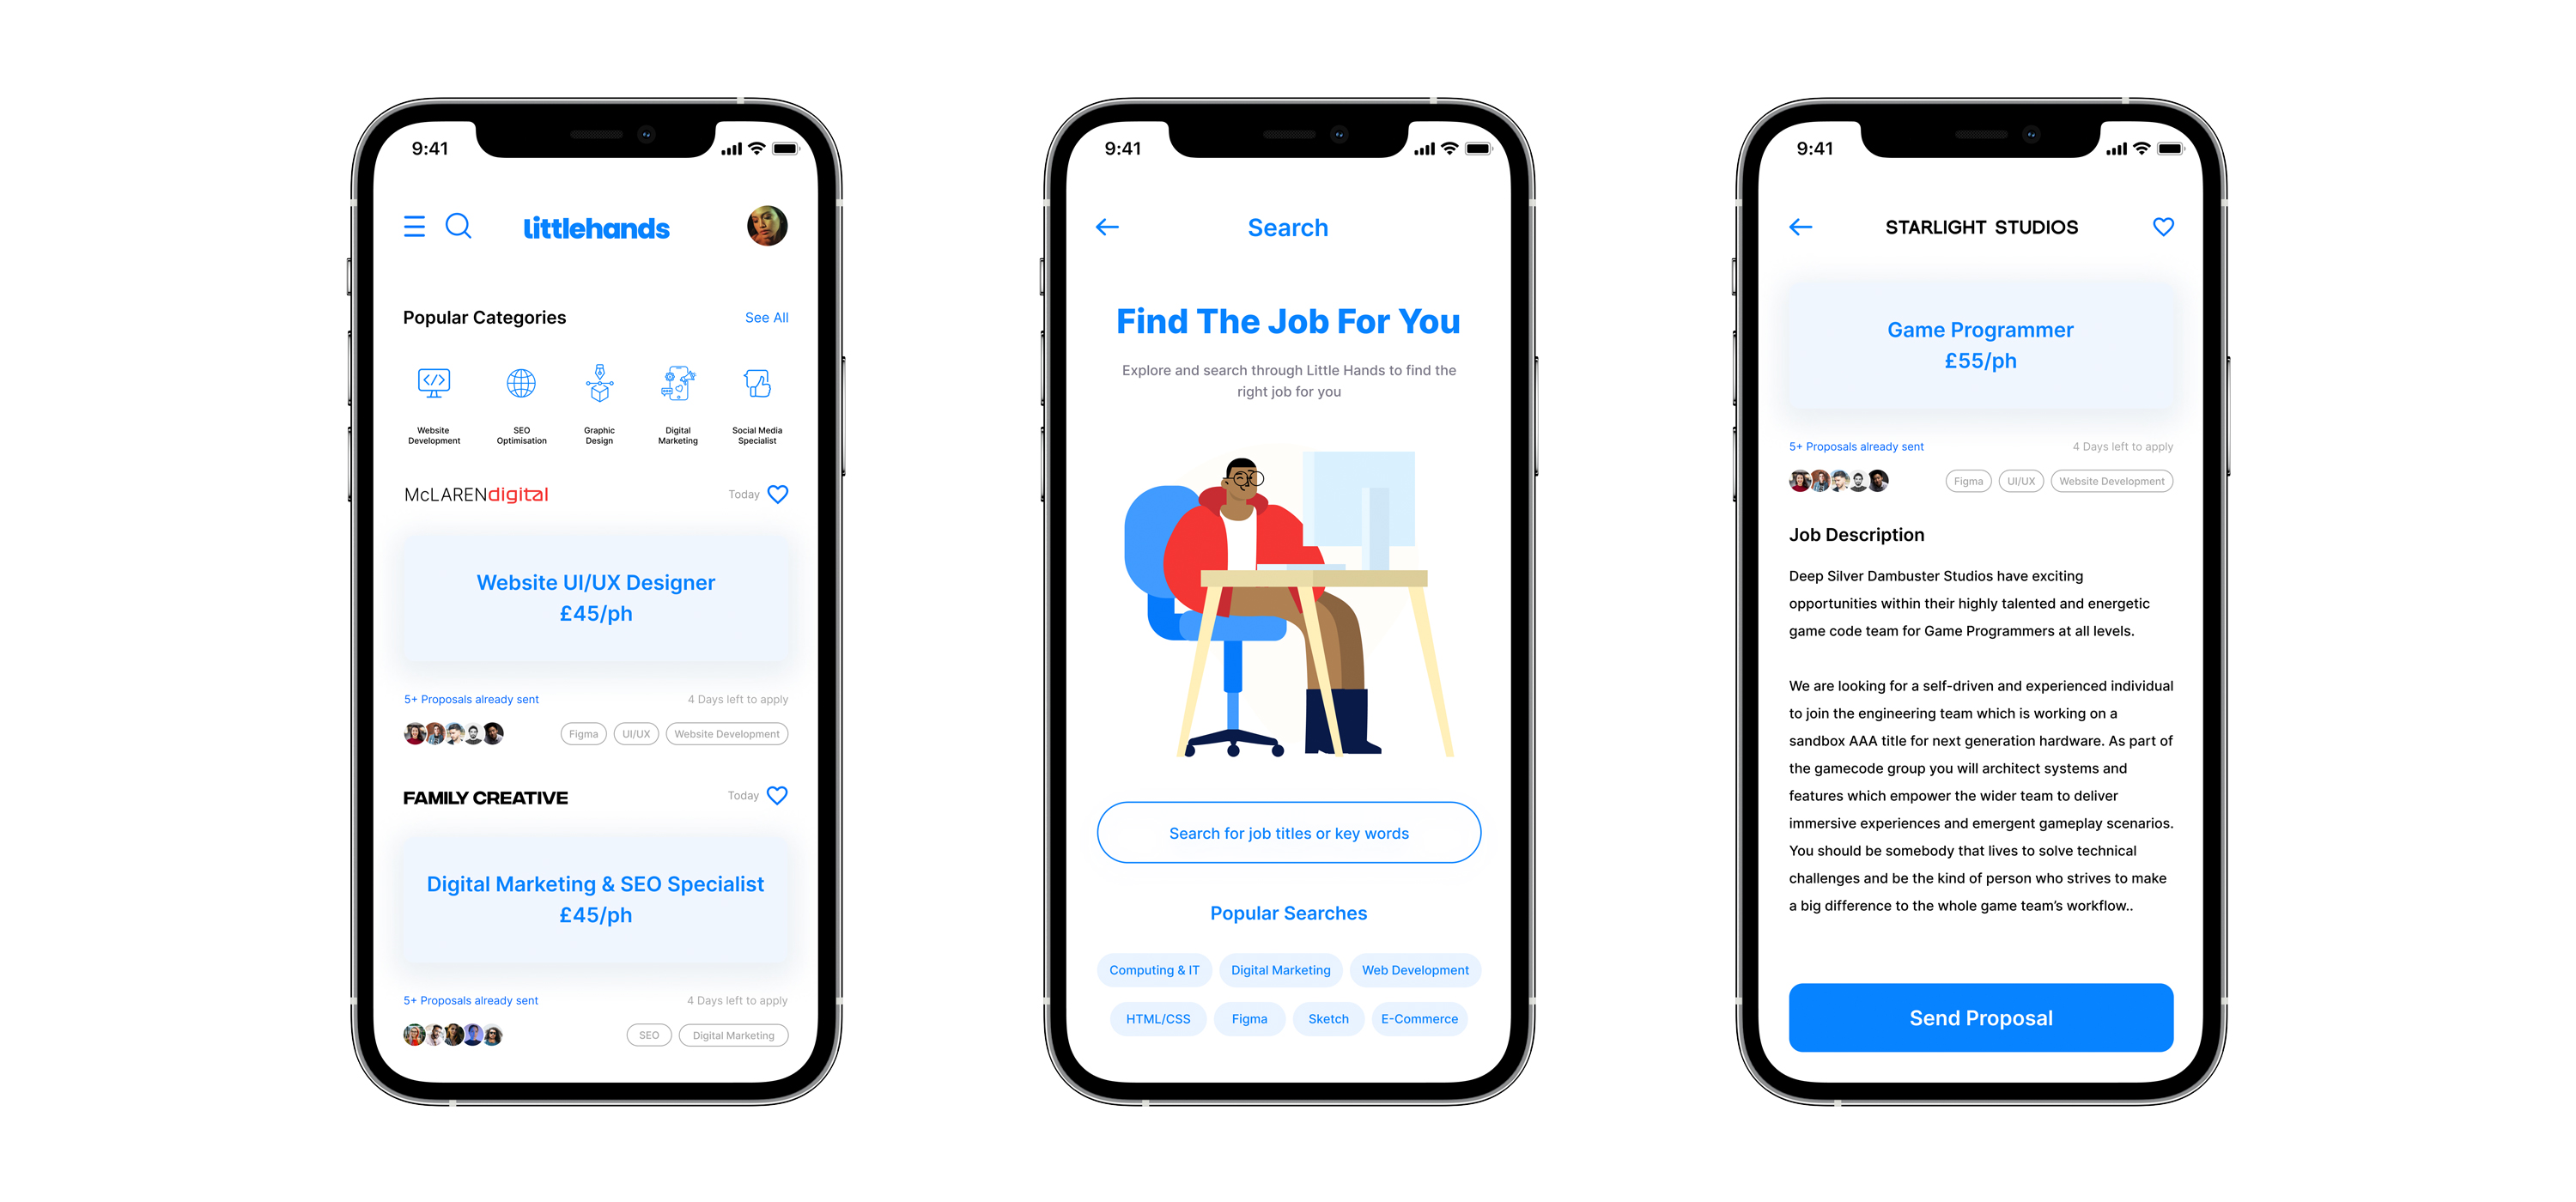 9:41
littlehands
Popular Categories
See All
Website
Development
SEO
Optimisation
Graphic
Design
Digital
Marketing
Social Media
Specialist
McLARENdigital
Today
Website UI/UX Designer
£45/ph
5+ Proposals already sent
4 Days left to apply
Figma
UI/UX
Website Development
FAMILY CREATIVE
Today
Digital Marketing & SEO Specialist
£45/ph
5+ Proposals already sent
4 Days left to apply
SEO
Digital Marketing
9:41
Search
Find The Job For You
Explore and search through Little Hands to find the
right job for you
Search for job titles or key words
Popular Searches
Computing & IT
Digital Marketing
Web Development
HTML/CSS
Figma
Sketch
E-Commerce
9:41
STARLIGHT STUDIOS
Game Programmer
£55/ph
5+ Proposals already sent
4 Days left to apply
Figma
UI/UX
Website Development
Job Description
Deep Silver Dambuster Studios have exciting
opportunities within their highly talented and energetic
game code team for Game Programmers at all levels.
We are looking for a self-driven and experienced individual
to join the engineering team which is working on a
sandbox AAA title for next generation hardware. As part of
the gamecode group you will architect systems and
features which empower the wider team to deliver
immersive experiences and emergent gameplay scenarios.
You should be somebody that lives to solve technical
challenges and be the kind of person who strives to make
a big difference to the whole game team’s workflow..
Send Proposal